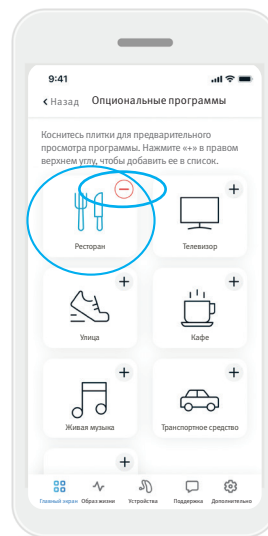 9:41
Назад Опциональные программы
Коснитесь плитки для предварительного
просмотра программы. Нажмите «+» в правом
верхнем углу, чтобы добавить ее в список.
Ресторан Телевизор
Улица Кафе
Живая музыка Транспортное средство
Главный экран Образ жизни Устройства Поддержка Дополнительно